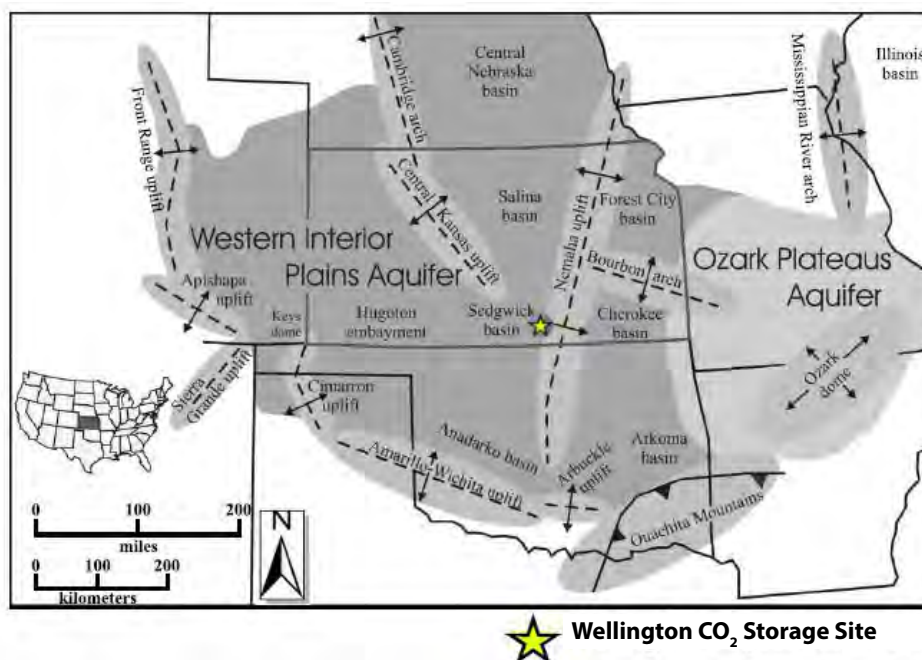 Central
Nebraska
basin
Cambridge arch
Mississippian River arch
Illinois
basin
Front Range uplift
Central Kansas uplift
Salina
basin
Nemaha uplift
Forest City
basin
Western Interior
Plains Aquifer
Bourbon arch
Ozark Plateaus
Aquifer
Apishapa
uplift
Keys
dome
Hugoton
embayment
Sedgwick
basin
Cherokee
basin
Sierra
Grande uplift
Cimarron
uplift
Ozark
dome
Anadarko basin
Amarillo-Wichita uplift
Arbuckle
uplift
Arkoma
basin
Ouachita Mountains
0 100 200
miles
0 100 200
kilometers
N
Wellington CO₂ Storage Site